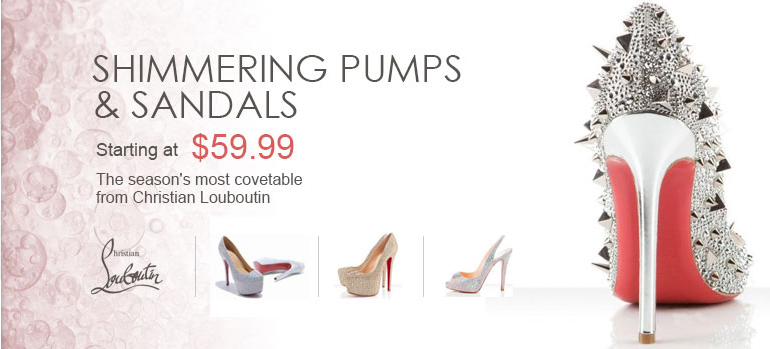 SHIMMERING PUMPS
& SANDALS
Starting at $59.99
The season's most covetable
from Christian Louboutin
Christian
Louboutin